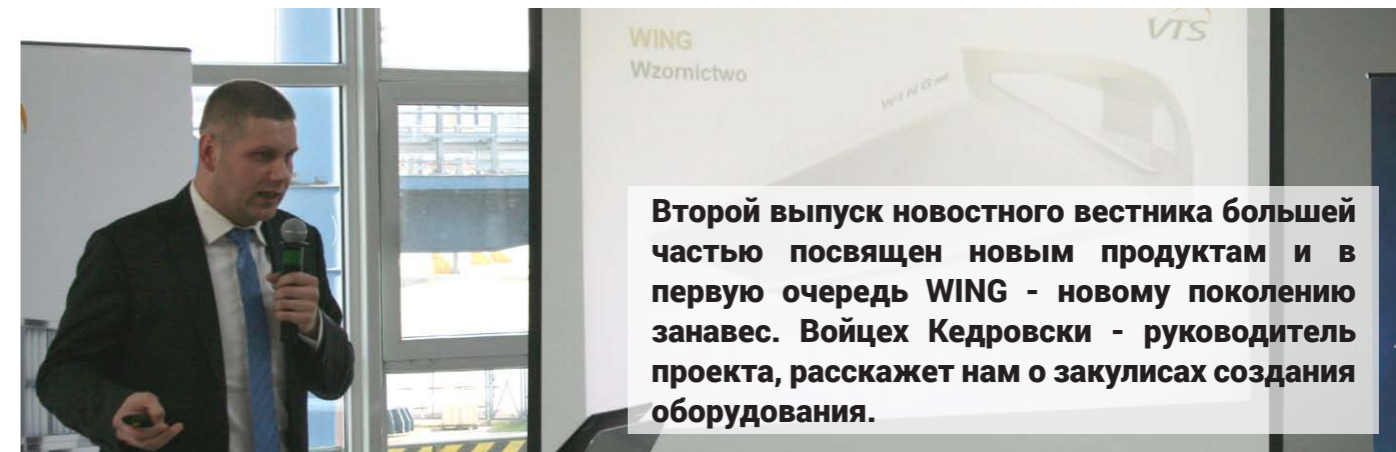 WING
Wzornictwo
VTS
WING
Второй выпуск новостного вестника большей
частью посвящен новым продуктам и в
первую очередь WING - новому поколению
занавес. Войцех Кедровски - руководитель
проекта, расскажет нам о закулисах создания
оборудования.